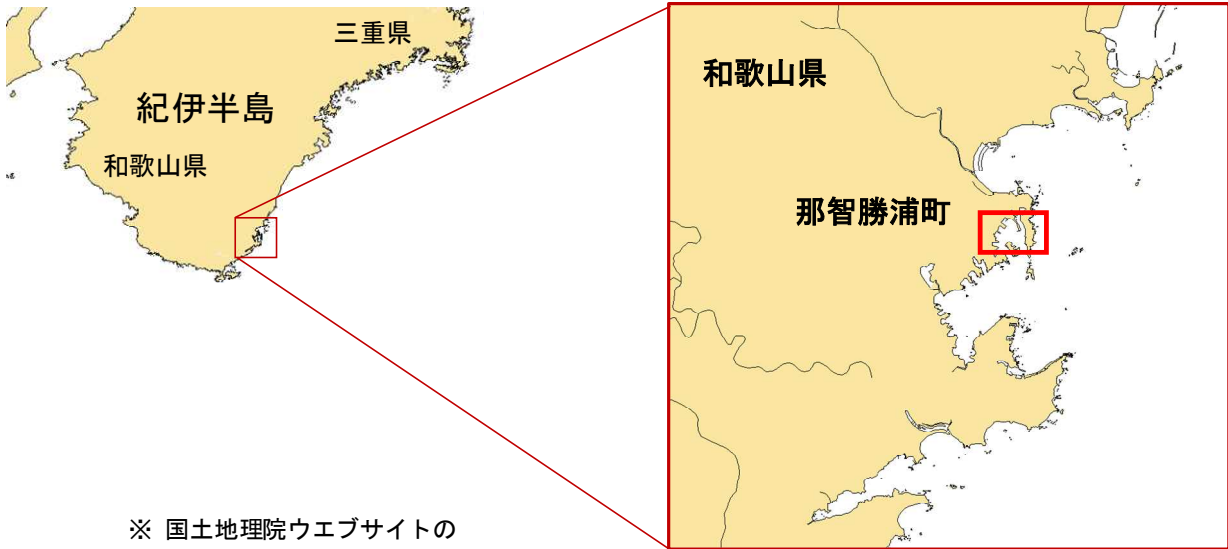 三重県
紀伊半島
和歌山県
和歌山県
那智勝浦町
※ 国土地理院ウエブサイトの